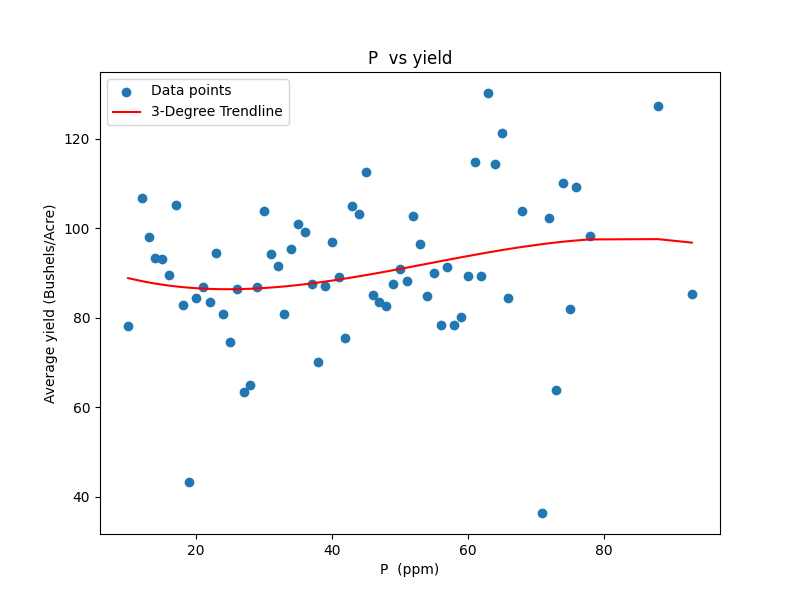 P  vs yield
Data points
3-Degree Trendline
Average yield (Bushels/Acre)
120
100
80
60
40
20 40 60 80
P  (ppm)